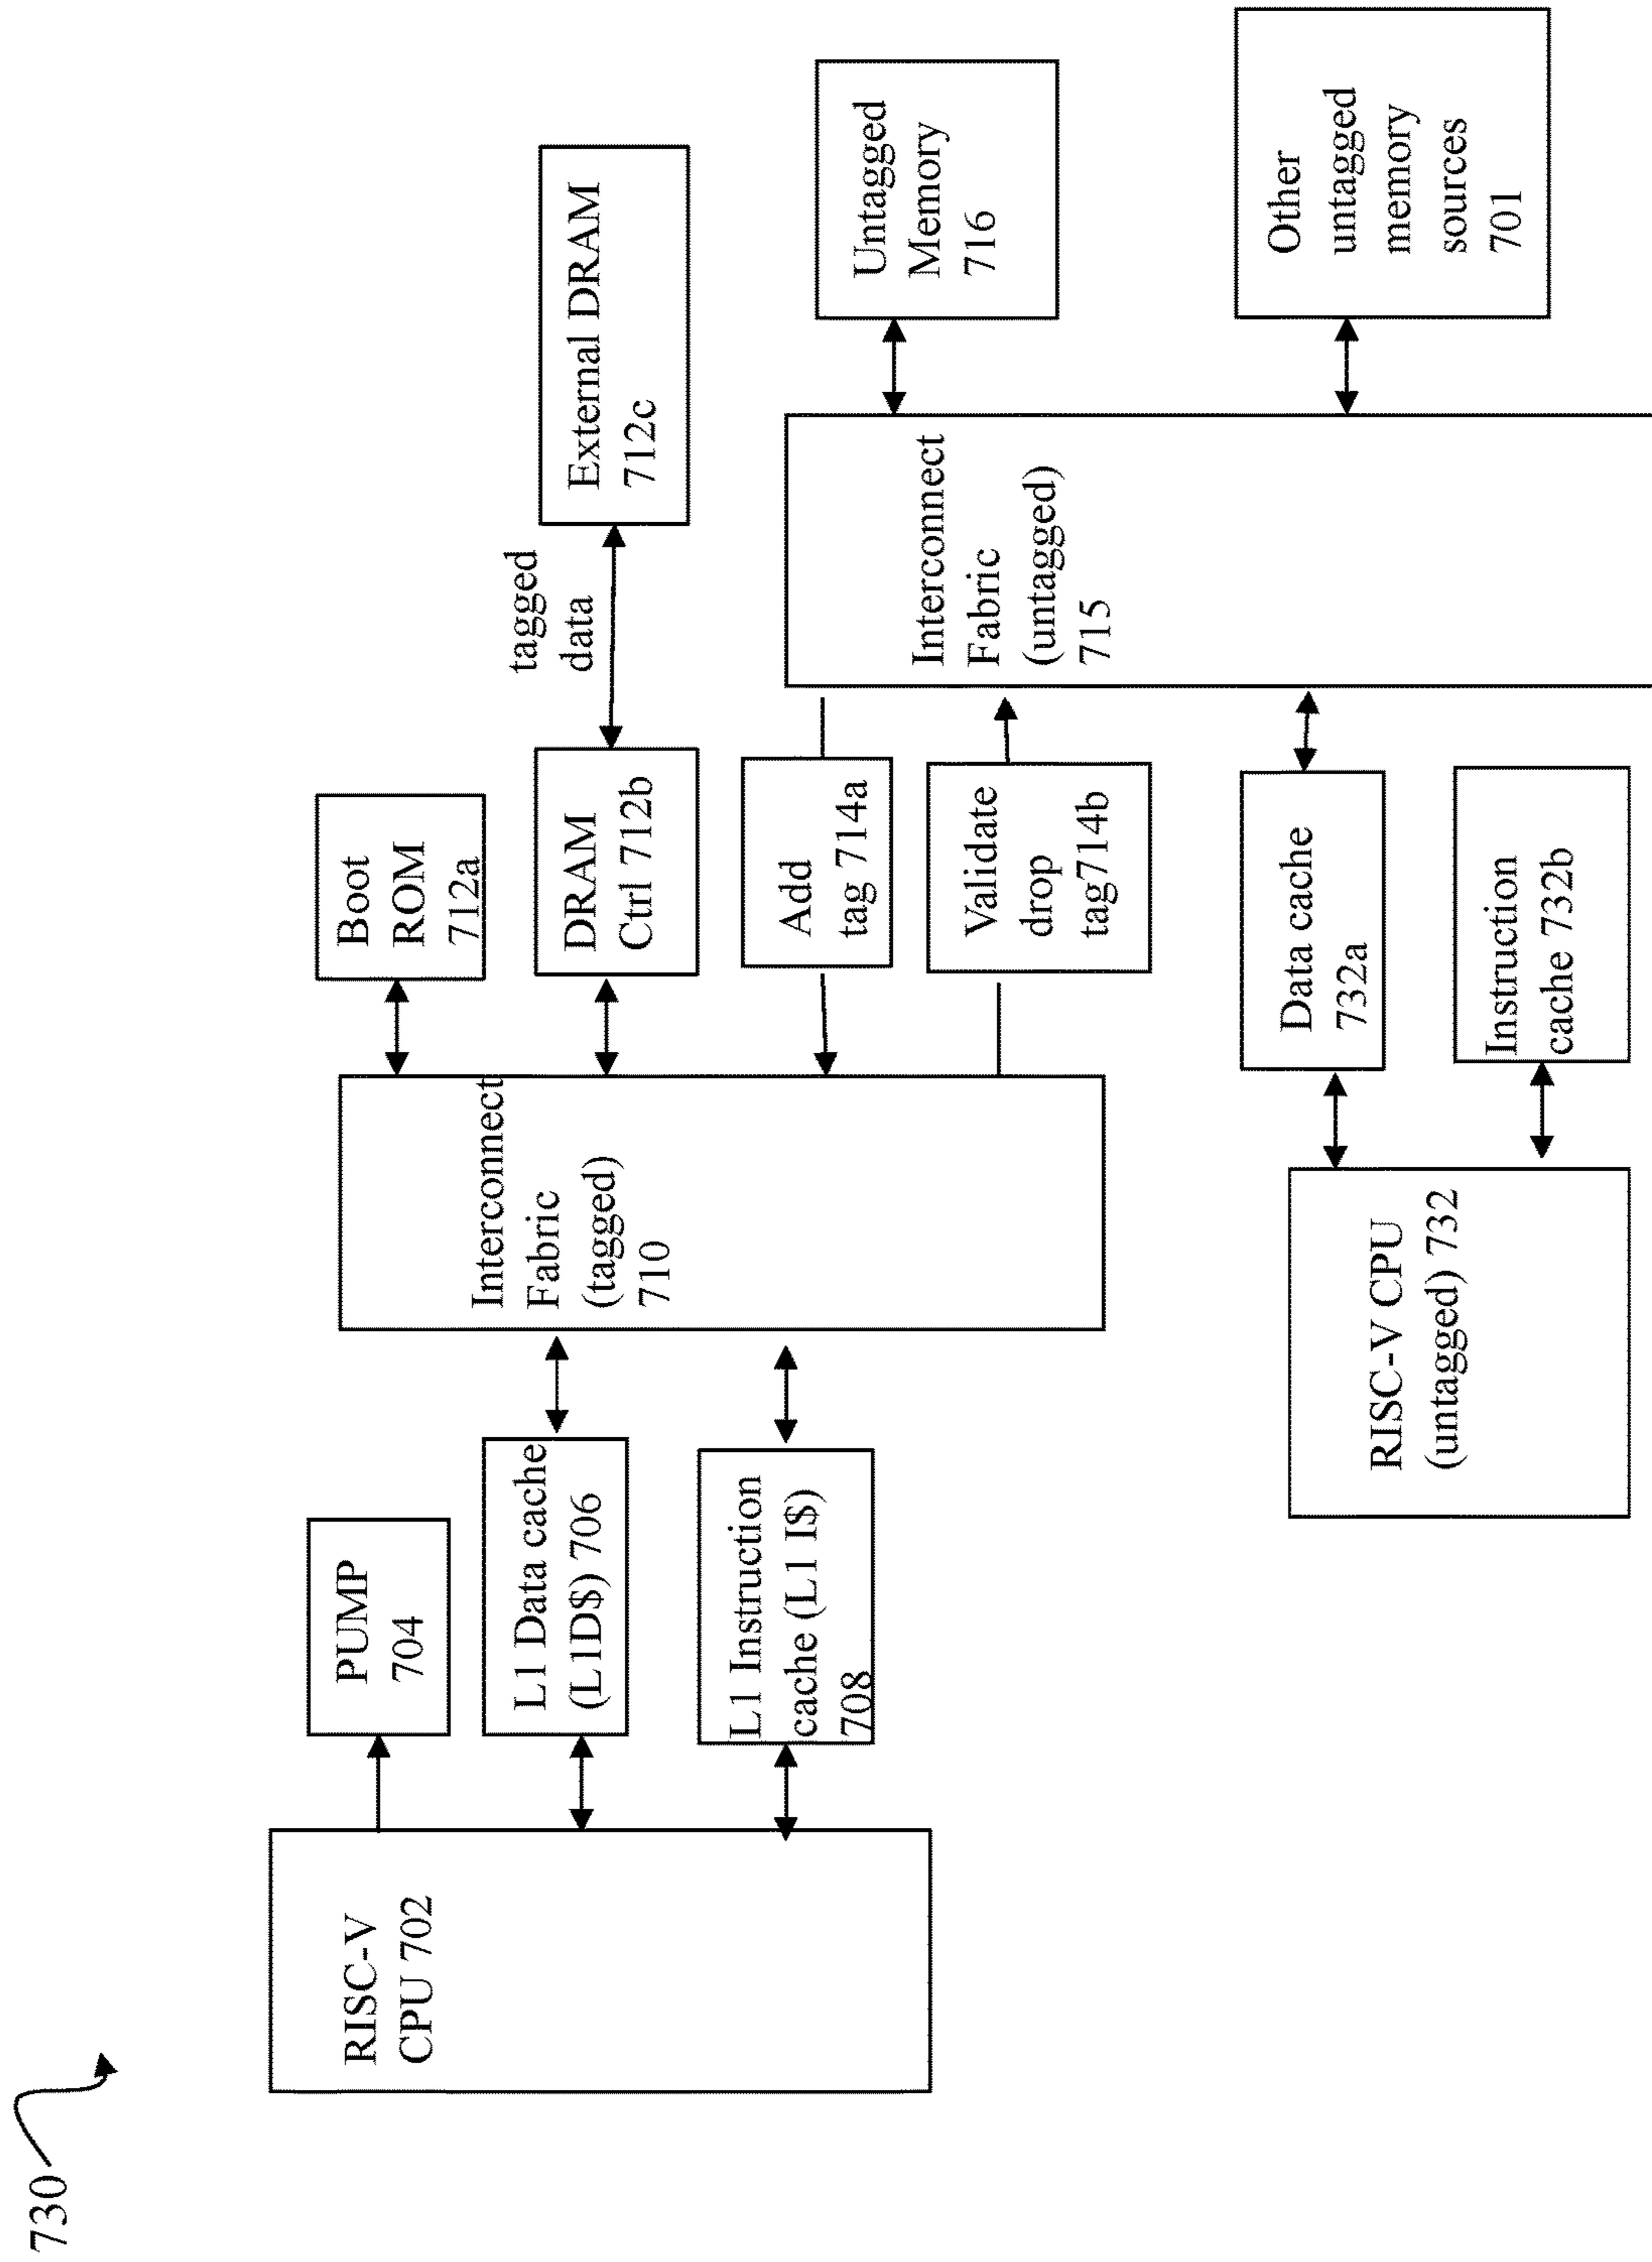 730
RISC-V
CPU 702
PUMP
704
L1 Data cache
(L1D$) 706
L1 Instruction
cache (L1 I$)
708
Interconnect
Fabric
(tagged)
710
Boot
ROM
712a
DRAM
Ctrl 712b
tagged
data
External DRAM
712c
Add
tag 714a
Validate
drop
tag714b
Interconnect
Fabric
(untagged)
715
Untagged
Memory
716
Other
untagged
memory
sources
701
RISC-V CPU
(untagged) 732
Data cache
732a
Instruction
cache 732b